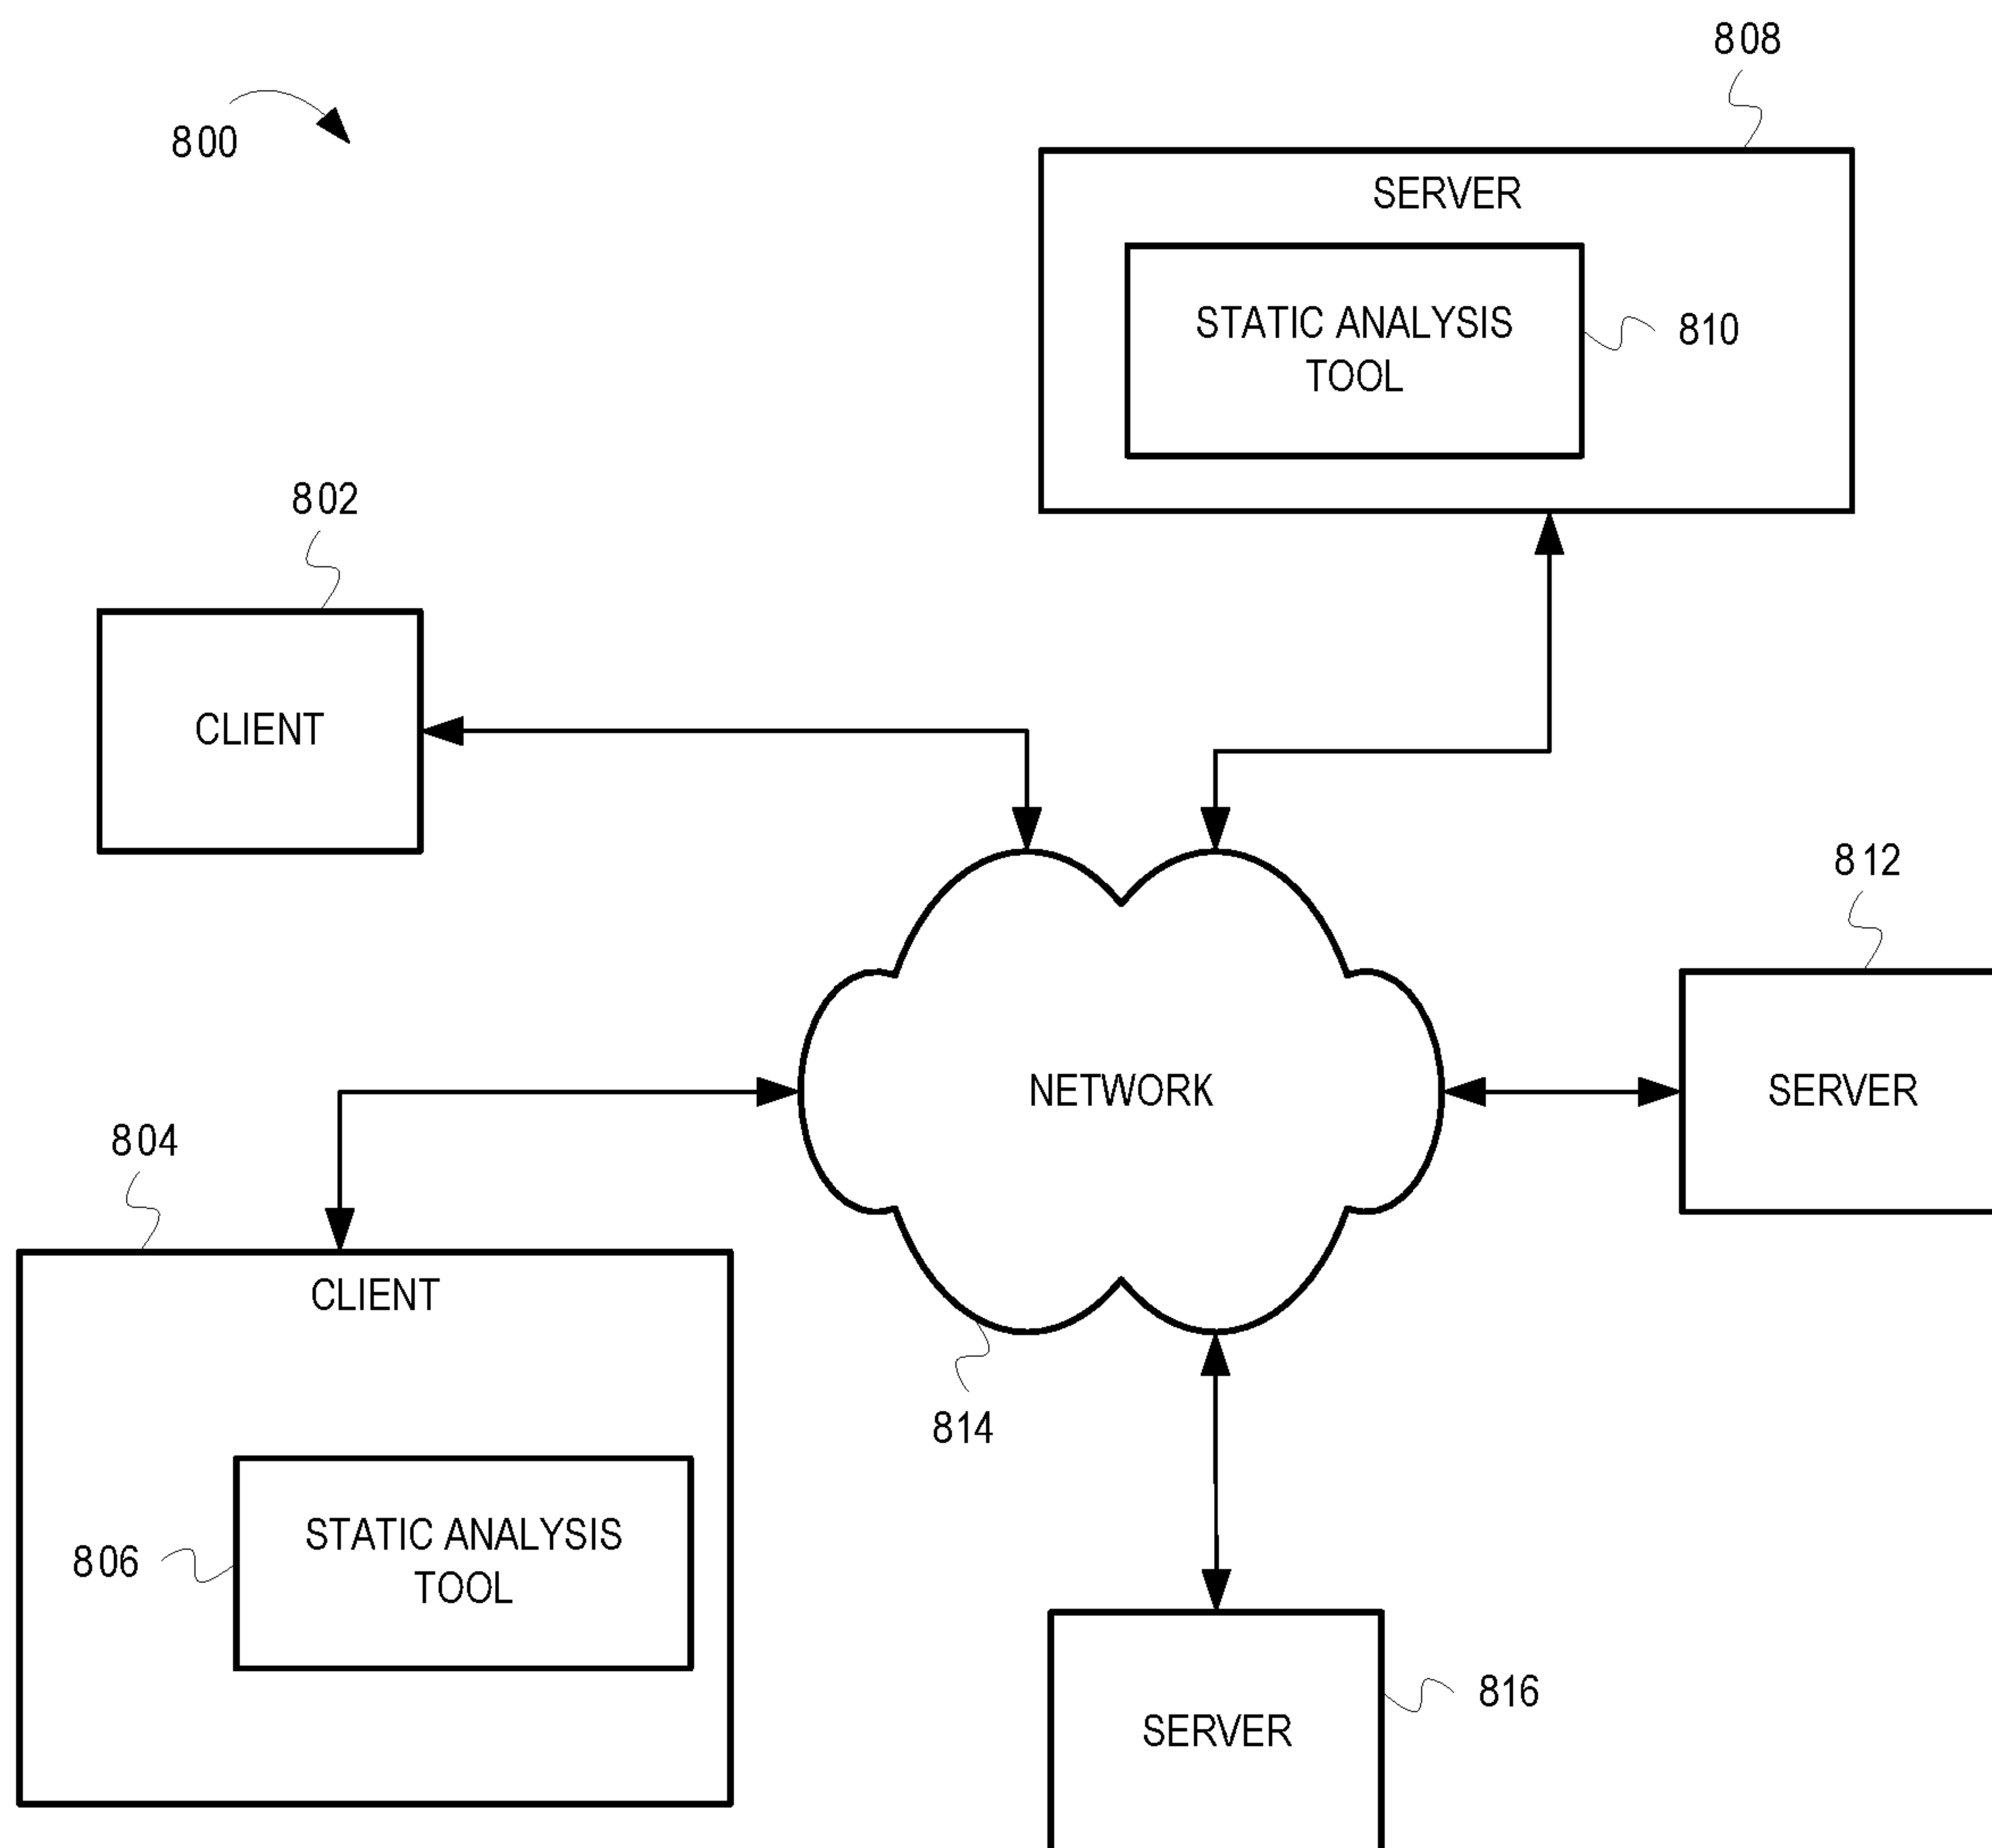 808
800
SERVER
STATIC ANALYSIS
TOOL
810
802
CLIENT
812
NETWORK
SERVER
804
CLIENT
814
STATIC ANALYSIS
TOOL
806
816
SERVER